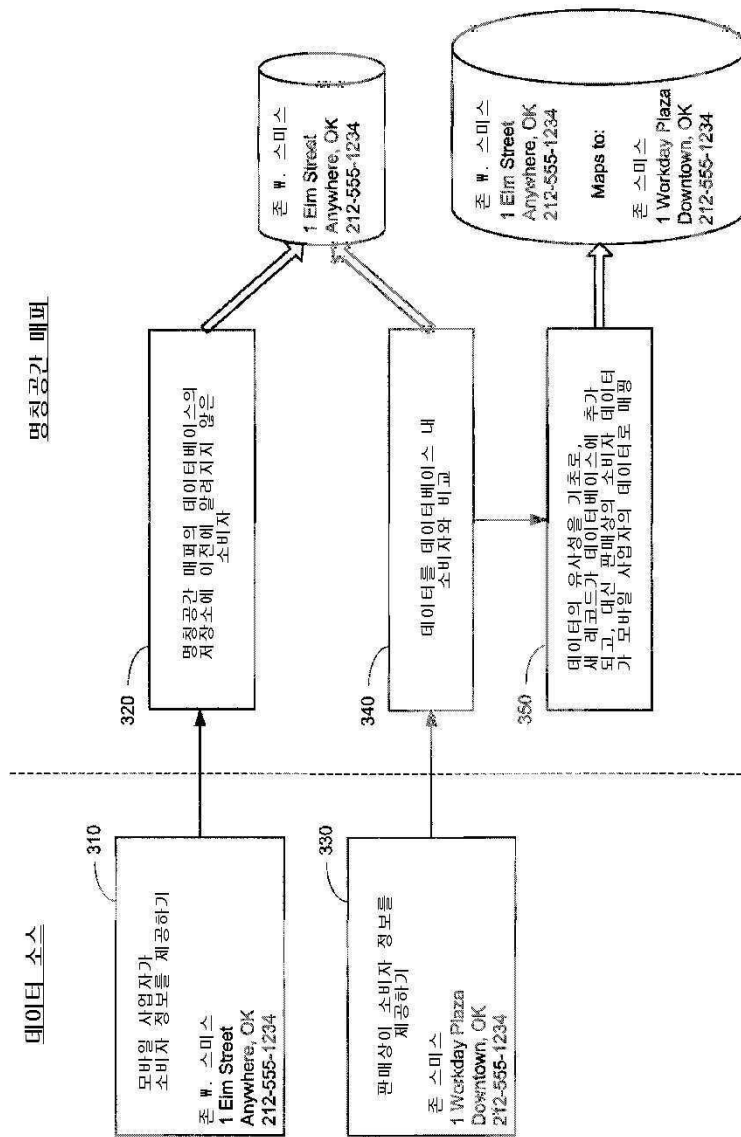 데이터 소스
명칭공간 매퍼
310
모바일 사업자가
소비자 정보를 제공하기
존 W. 스미스
1 Elm Street
Anywhere, OK
212-555-1234
320
명칭공간 매퍼의 데이터베이스의
저장소에 이전에 알려지지 않은
소비자
존 W. 스미스
1 Elm Street
Anywhere, OK
212-555-1234
330
판매상이 소비자 정보를
제공하기
존 스미스
1 Workday Plaza
Downtown, OK
212-555-1234
340
데이터를 데이터베이스 내
소비자와 비교
350
데이터의 유사성을 기초로,
새 레코드가 데이터베이스에 추가
되고, 대신 판매상의 소비자 데이터
가 모바일 사업자의 데이터로 매핑
존 W. 스미스
1 Elm Street
Anywhere, OK
212-555-1234
Maps to:
존 스미스
1 Workday Plaza
Downtown, OK
212-555-1234